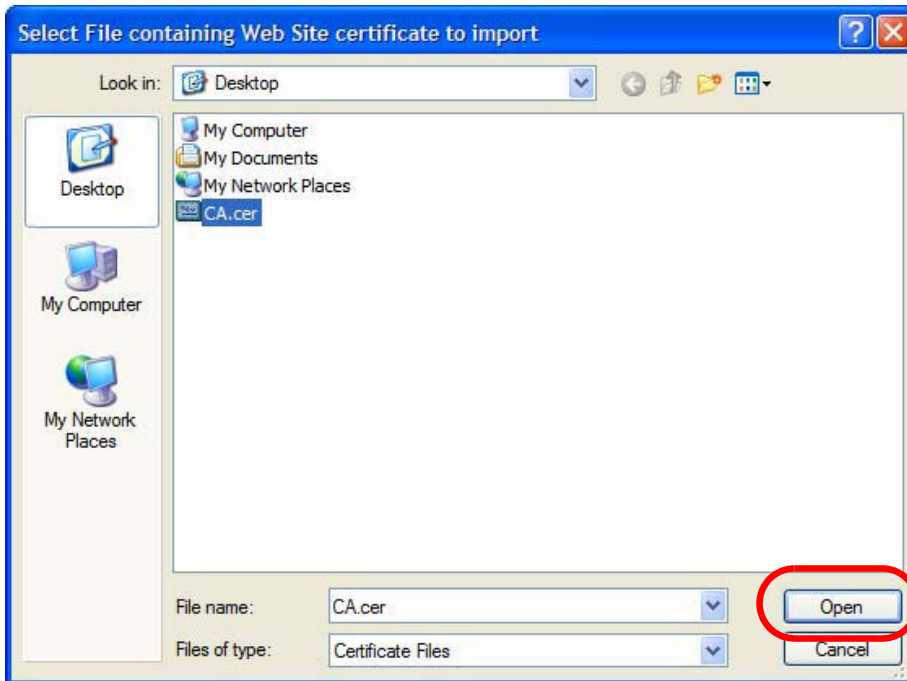 Select File containing Web Site certificate to import
Look in: Desktop
Desktop
My Computer
My Network
Places
My Computer
My Documents
My Network Places
CA.cer
File name: CA.cer Open
Files of type: Certificate Files Cancel